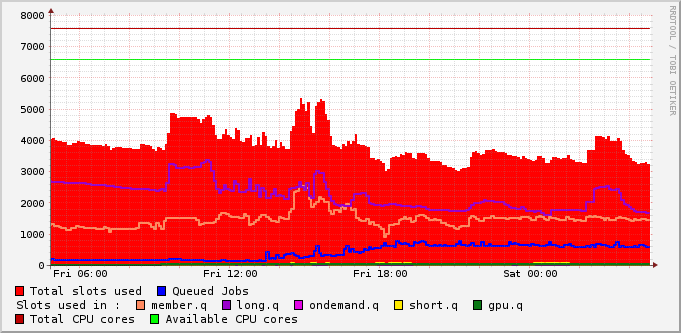 8000
7000
6000
5000
4000
3000
2000
1000
0
Fri 06:00 Fri 12:00 Fri 18:00 Sat 00:00
Total slots used Queued Jobs
Slots used in : member.q long.q ondemand.q short.q gpu.q
Total CPU cores Available CPU cores
RRDTOOL / TOBI OETIKER